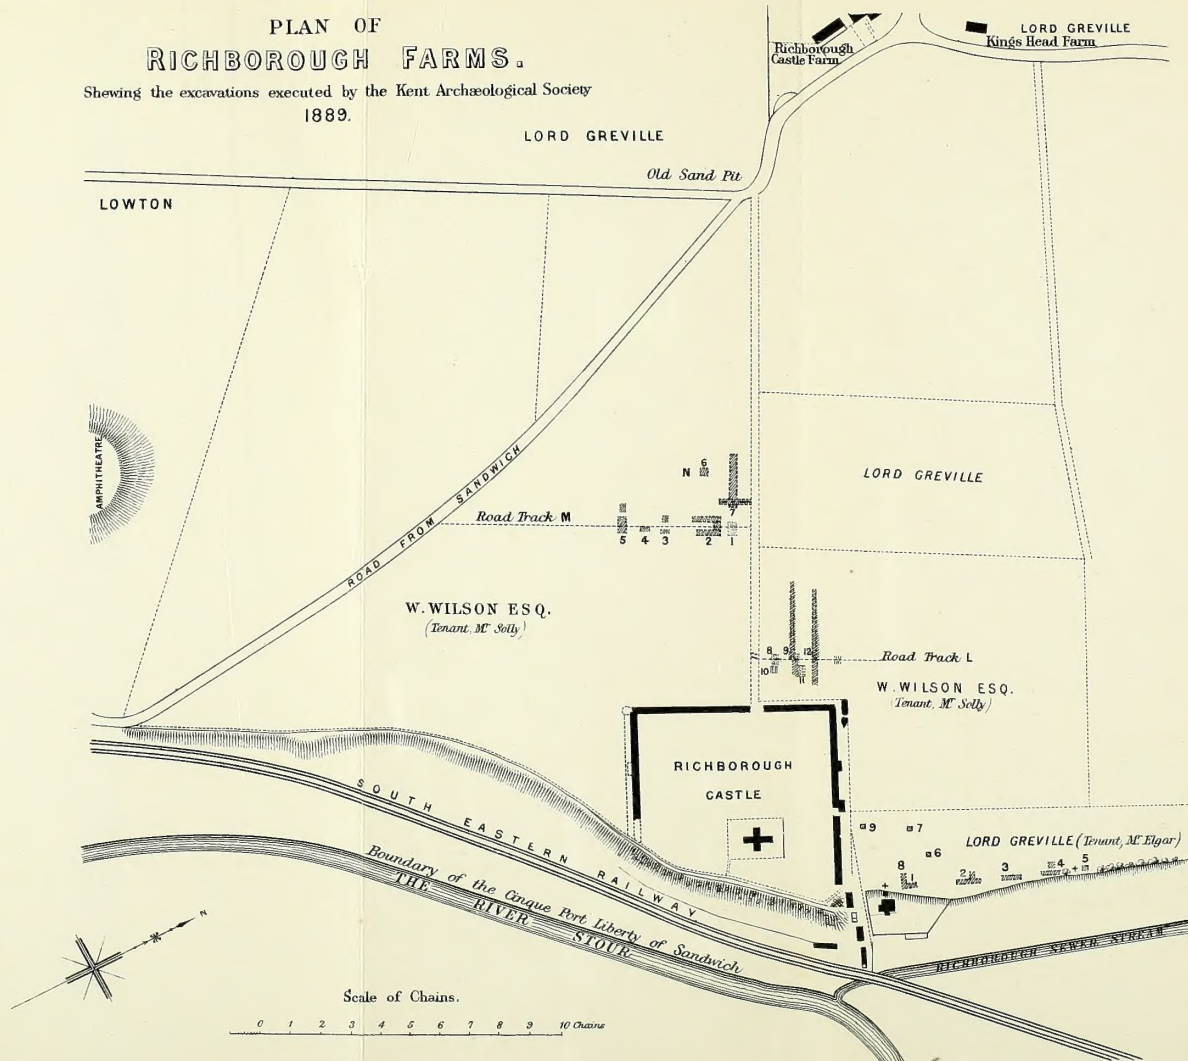 PLAN OF
RICHBOROUGH FARMS.
Shewing the excavations executed by the Kent Archæological Society
1889.
LORD GREVILLE
Richborough
Castle Farm
LORD GREVILLE
Kings Head Farm
Old Sand Pit
LOWTON
AMPHITHEATRE
ROAD FROM SANDWICH
LORD GREVILLE
N 6
7
Road Track M
5 4 3 2 1
W. WILSON ESQ.
(Tenant, Mr Solly)
8 9 12
Road Track L
10 11
W. WILSON ESQ.
(Tenant, Mr Solly)
RICHBOROUGH
CASTLE
SOUTH EASTERN RAILWAY
9 7
LORD GREVILLE (Tenant, Mr Elgar)
6
8 1 2 3 4 + 5
+
Boundary of the Cinque Port Liberty of Sandwich
THE RIVER STOUR
RICHBOROUGH SEWER STREAM
N
Scale of Chains.
0 1 2 3 4 5 6 7 8 9 10 Chains